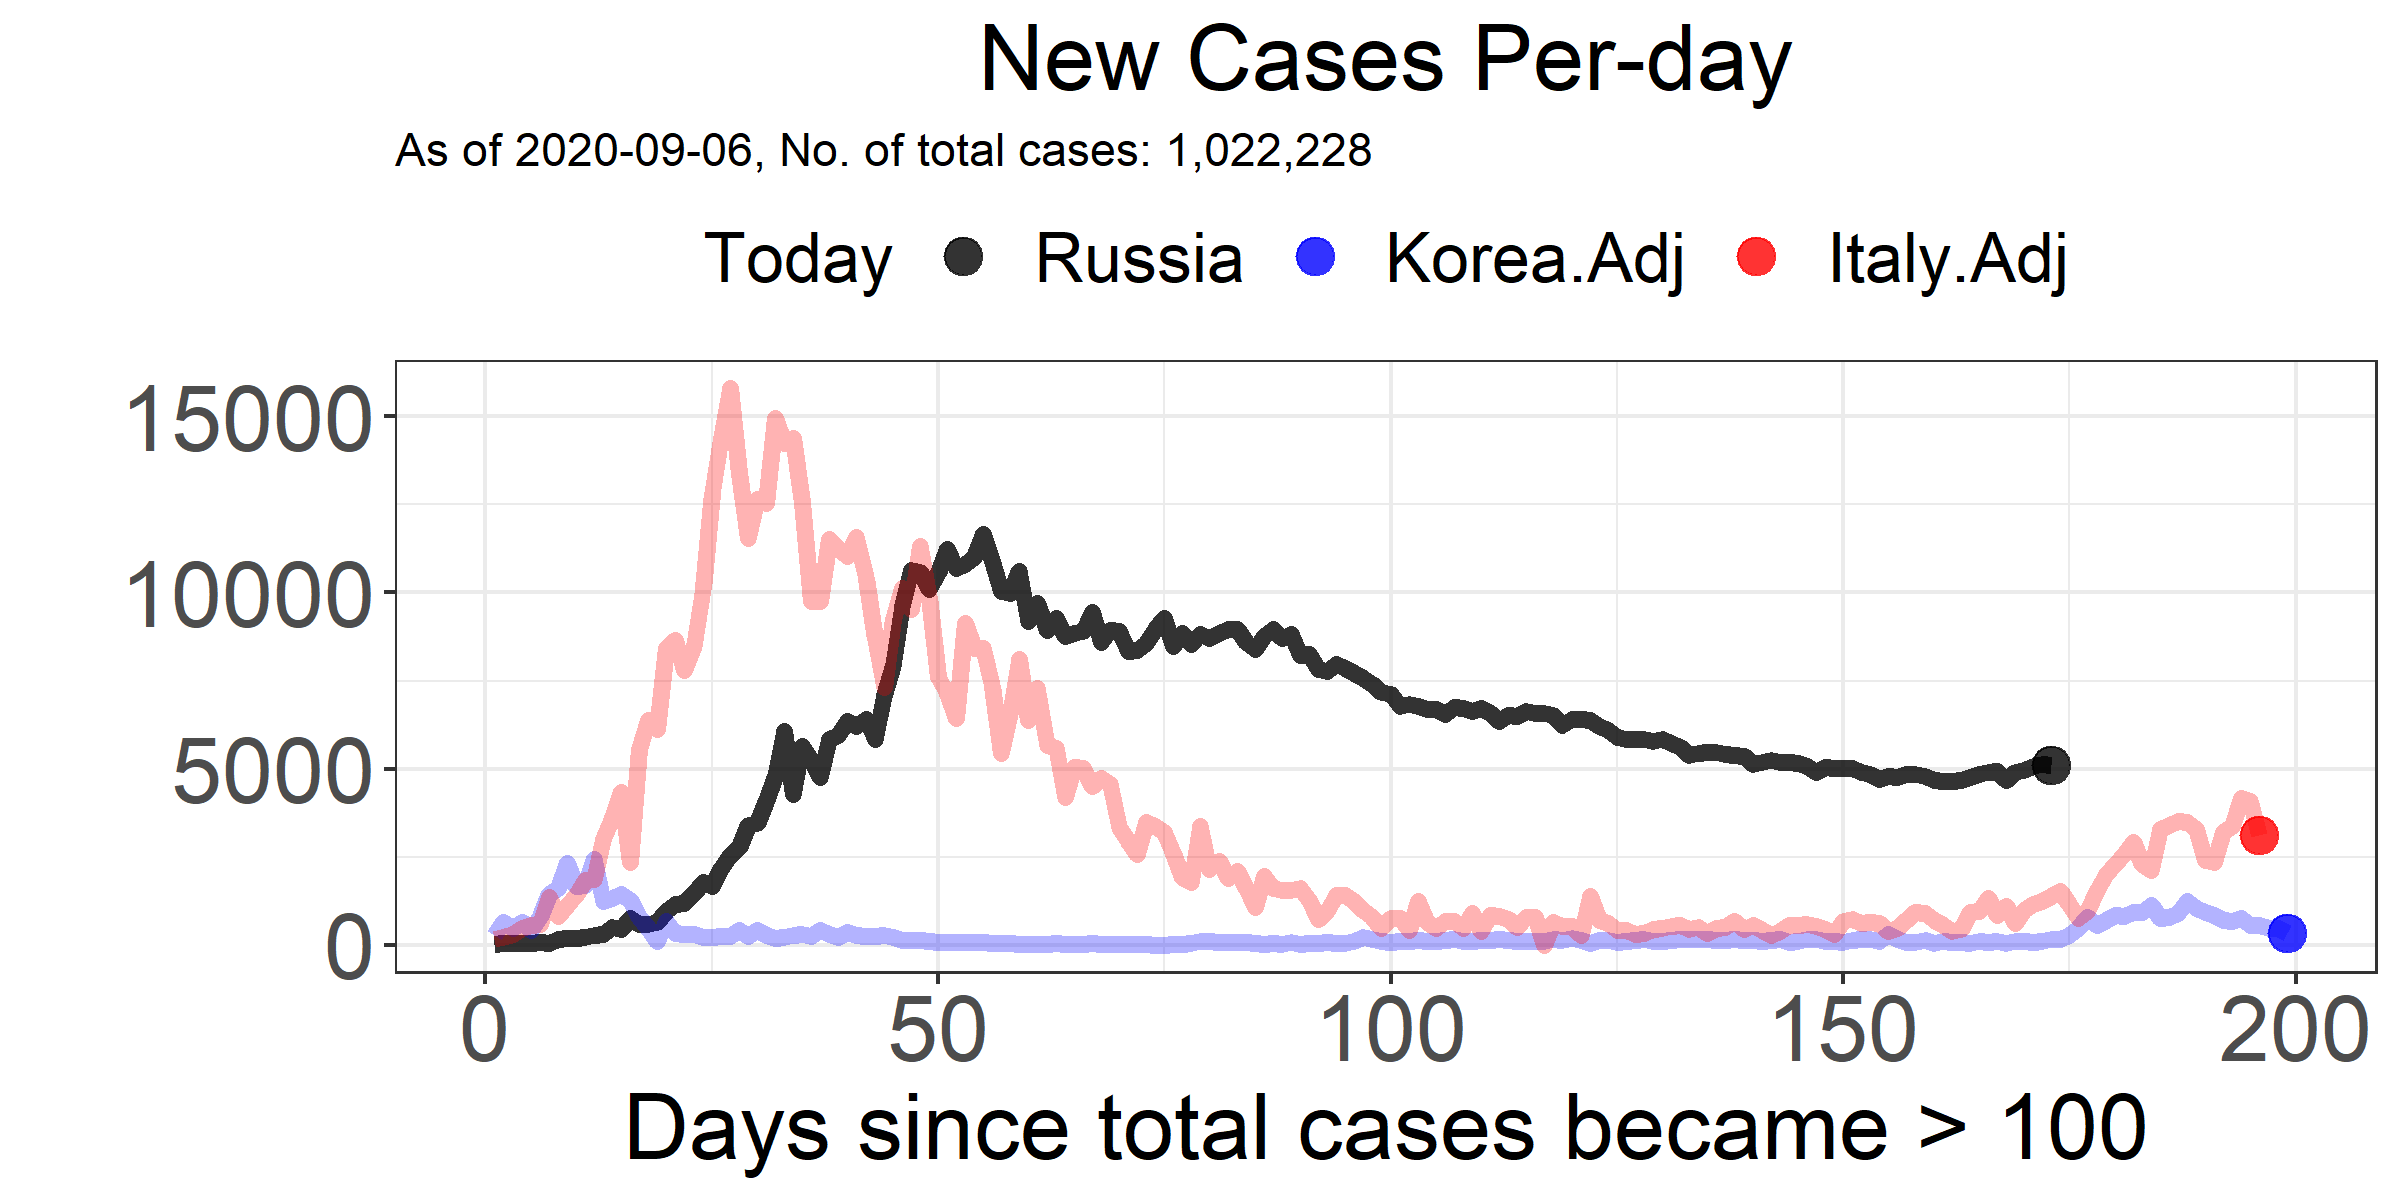 New Cases Per-day
As of 2020-09-06, No. of total cases: 1,022,228
Today Russia Korea.Adj Italy.Adj
15000
10000
5000
0
0 50 100 150 200
Days since total cases became > 100